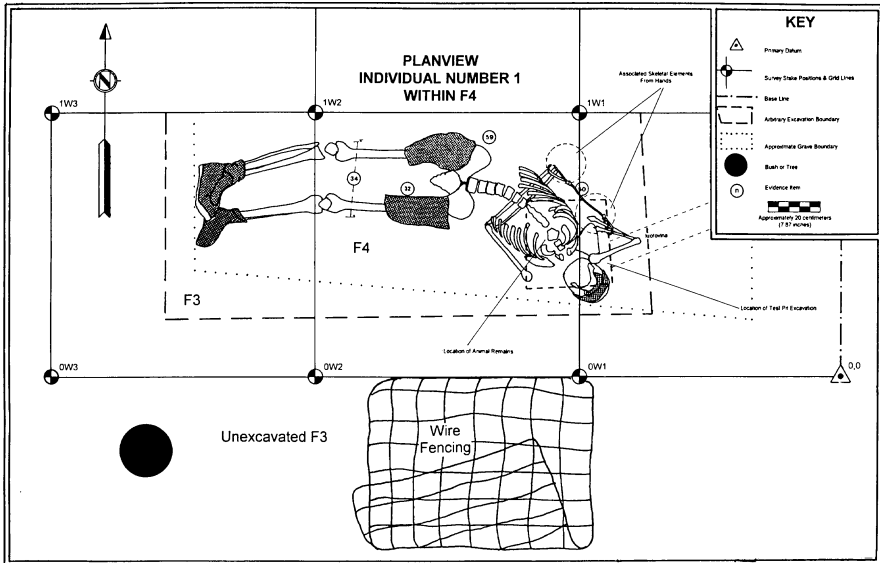 PLANVIEW
INDIVIDUAL NUMBER 1
WITHIN F4
KEY
Primary Datum
Survey Stake Positions & Grid Lines
Base Line
Arbitrary Excavation Boundary
Approximate Grave Boundary
Bush or Tree
n
Evidence Item
Approximately 20 centimeters
(7.87 inches)
N
Associated Skeletal Elements
From Hands
1W3
1W2
1W1
59
34
32
F4
F3
Location of Test Pit Excavation
Location of Animal Remains
0W3
0W2
0W1
0,0
Unexcavated F3
Wire
Fencing